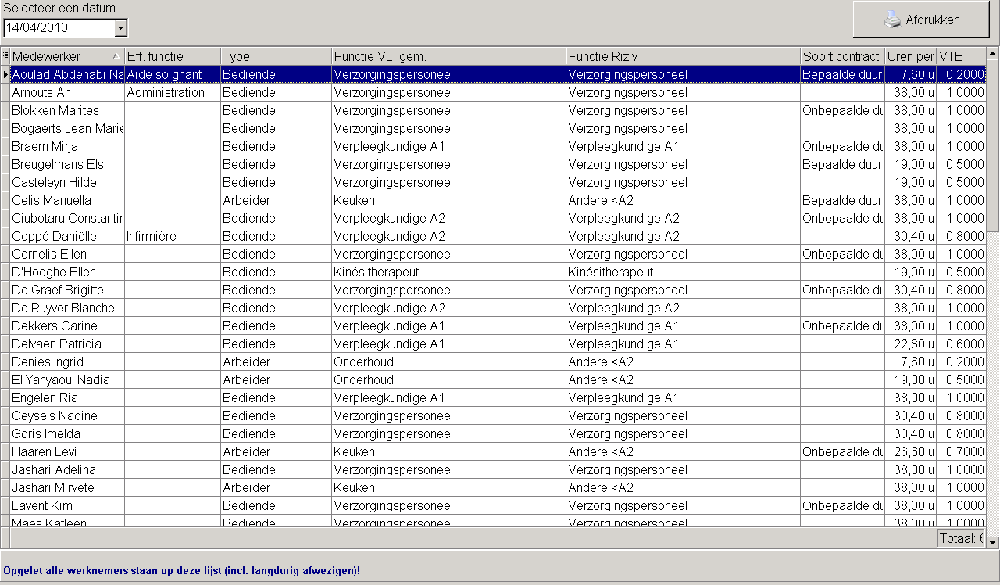 Selecteer een datum
14/04/2010
Afdrukken
Medewerker Eff. functie Type Functie VL. gem. Functie Riziv Soort contract Uren per VTE
Aoulad Abdenabi Na Aide soignant Bediende Verzorgingspersoneel Verzorgingspersoneel Bepaalde duur 7,60 u 0,2000
Arnouts An Administration Bediende Verzorgingspersoneel Verzorgingspersoneel 38,00 u 1,0000
Blokken Marites Bediende Verzorgingspersoneel Verzorgingspersoneel Onbepaalde du 38,00 u 1,0000
Bogaerts Jean-Marie Bediende Verzorgingspersoneel Verzorgingspersoneel 38,00 u 1,0000
Braem Mirja Bediende Verpleegkundige A1 Verpleegkundige A1 Onbepaalde du 38,00 u 1,0000
Breugelmans Els Bediende Verzorgingspersoneel Verzorgingspersoneel Bepaalde duur 19,00 u 0,5000
Casteleyn Hilde Bediende Verzorgingspersoneel Verzorgingspersoneel 19,00 u 0,5000
Celis Manuella Arbeider Keuken Andere <A2 Bepaalde duur 38,00 u 1,0000
Ciubotaru Constantin Bediende Verpleegkundige A2 Verpleegkundige A2 Onbepaalde du 38,00 u 1,0000
Coppé Daniëlle Infirmière Bediende Verpleegkundige A2 Verpleegkundige A2 30,40 u 0,8000
Cornelis Ellen Bediende Verzorgingspersoneel Verzorgingspersoneel Onbepaalde du 38,00 u 1,0000
D'Hooghe Ellen Bediende Kinésitherapeut Kinésitherapeut 19,00 u 0,5000
De Graef Brigitte Bediende Verzorgingspersoneel Verzorgingspersoneel Onbepaalde du 30,40 u 0,8000
De Ruyver Blanche Bediende Verpleegkundige A2 Verpleegkundige A2 38,00 u 1,0000
Dekkers Carine Bediende Verpleegkundige A1 Verpleegkundige A1 Onbepaalde du 38,00 u 1,0000
Delvaen Patricia Bediende Verpleegkundige A1 Verpleegkundige A1 22,80 u 0,6000
Denies Ingrid Arbeider Onderhoud Andere <A2 7,60 u 0,2000
El Yahyaoul Nadia Arbeider Onderhoud Andere <A2 19,00 u 0,5000
Engelen Ria Bediende Verpleegkundige A1 Verpleegkundige A1 38,00 u 1,0000
Geysels Nadine Bediende Verzorgingspersoneel Verzorgingspersoneel 30,40 u 0,8000
Goris Imelda Bediende Verzorgingspersoneel Verzorgingspersoneel 30,40 u 0,8000
Haaren Levi Arbeider Keuken Andere <A2 Onbepaalde du 26,60 u 0,7000
Jashari Adelina Bediende Verzorgingspersoneel Verzorgingspersoneel 38,00 u 1,0000
Jashari Mirvete Arbeider Keuken Andere <A2 38,00 u 1,0000
Lavent Kim Bediende Verzorgingspersoneel Verzorgingspersoneel Onbepaalde du 38,00 u 1,0000
Maes Katleen Bediende Verzorgingspersoneel Verzorgingspersoneel 38,00 u 1,0000
Totaal: 6
Opgelet alle werknemers staan op deze lijst (incl. langdurig afwezigen)!